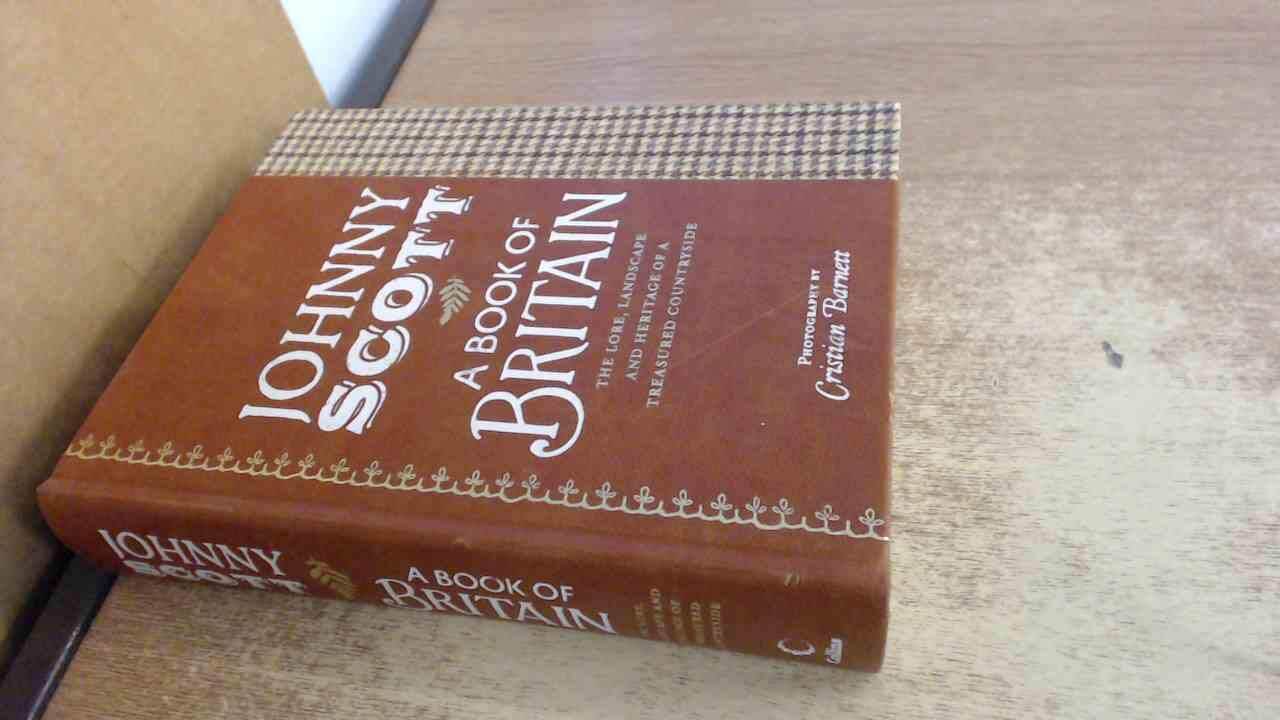 JOHNNY
SCOTT
A BOOK OF
BRITAIN
THE LORE, LANDSCAPE
AND HERITAGE OF A
TREASURED COUNTRYSIDE
PHOTOGRAPHY BY
Cristian Barnett
JOHNNY
SCOTT
A BOOK OF
BRITAIN
Collins